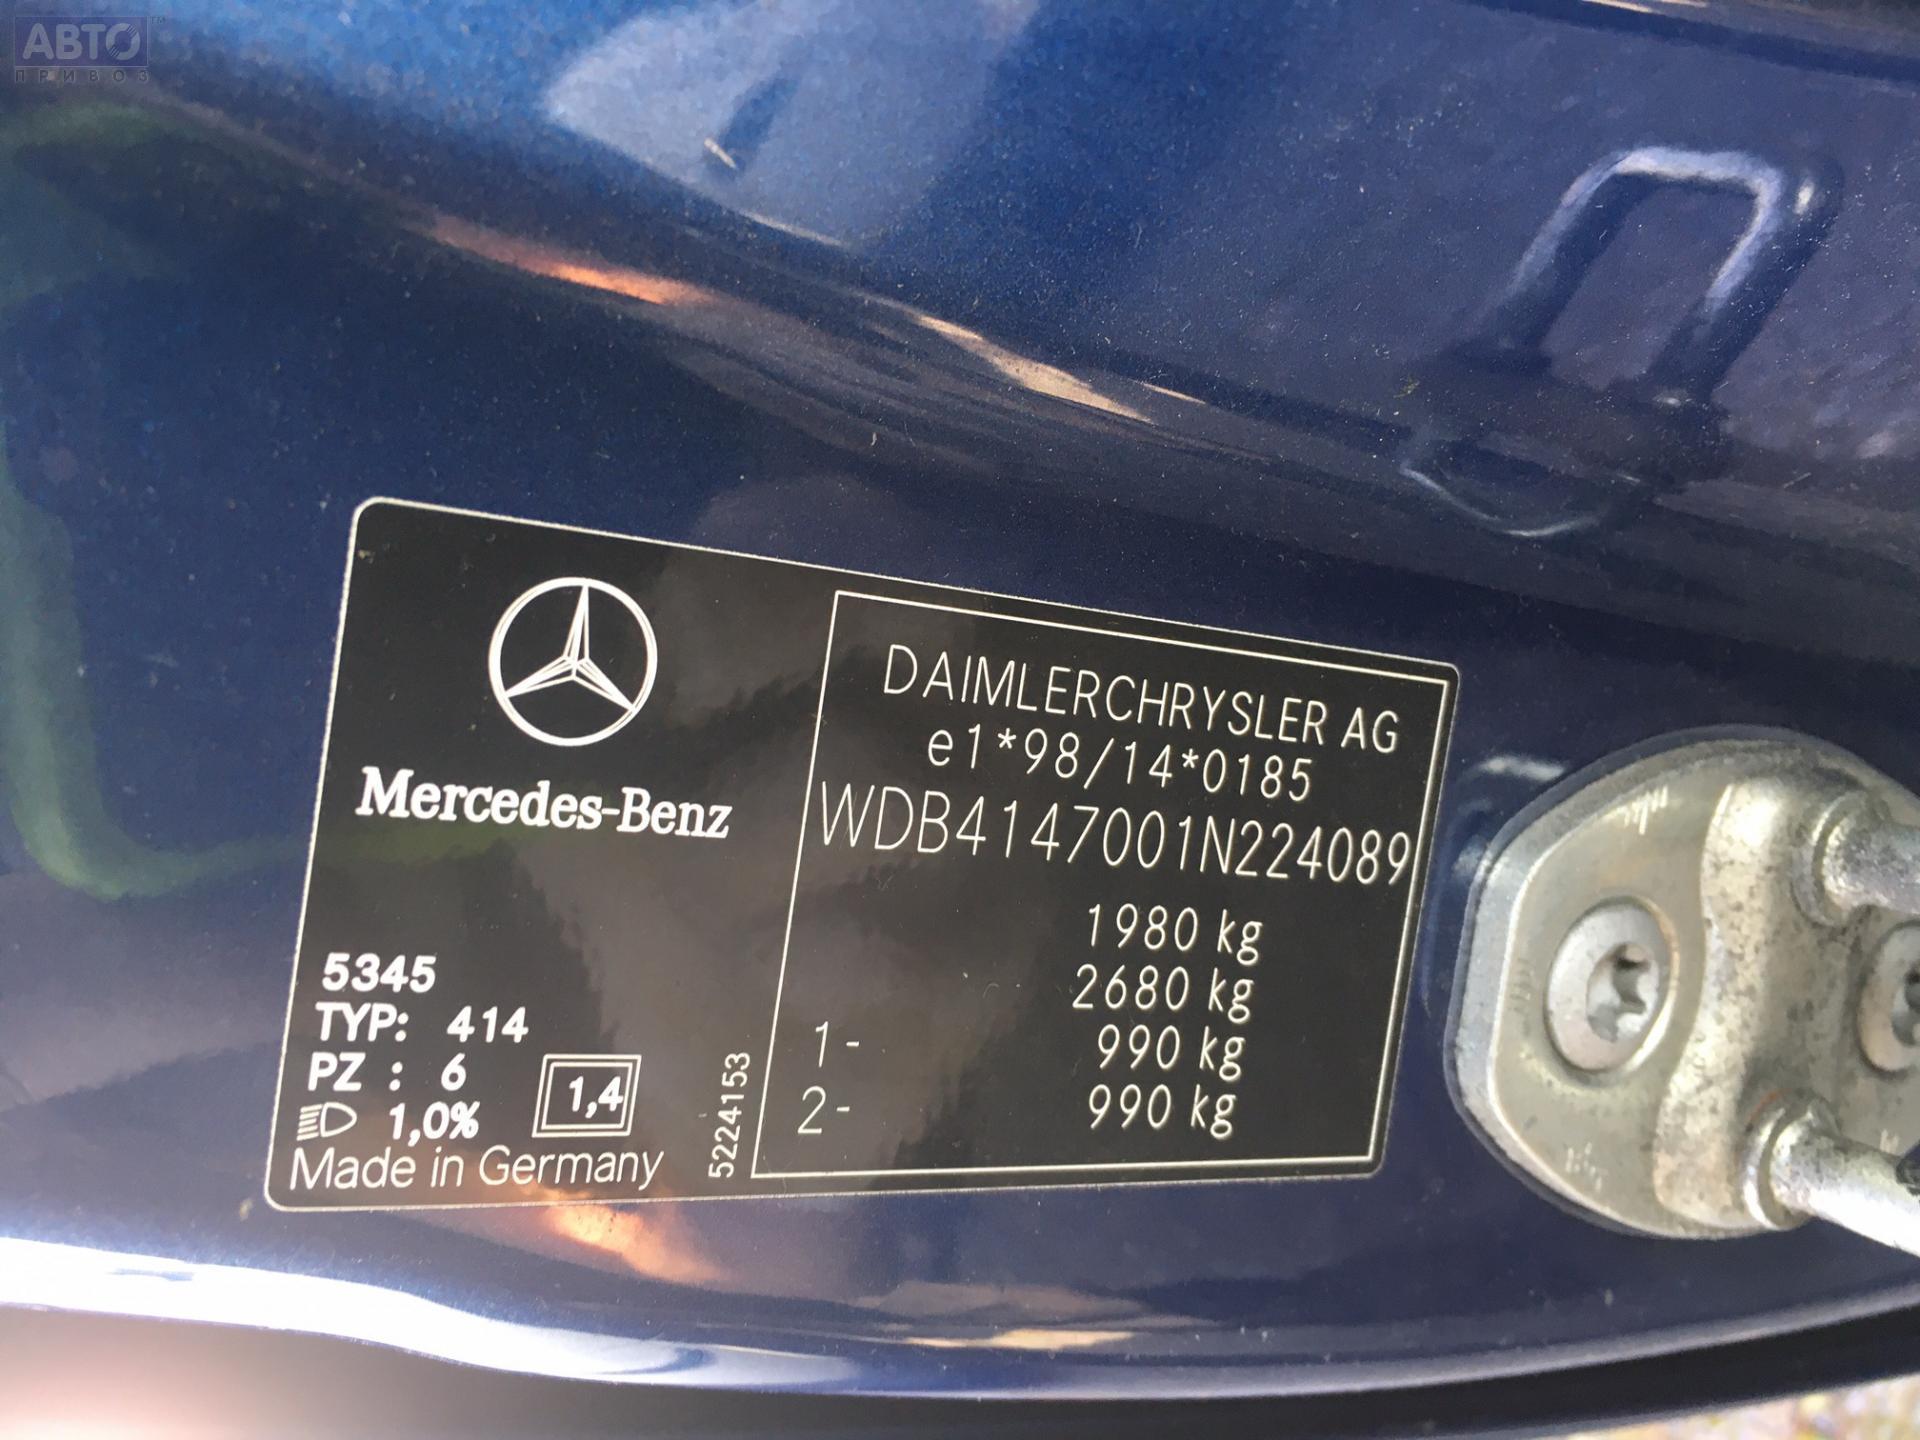 АВТО™
ПРИВОЗ
Mercedes-Benz
5345
TYP: 414
PZ : 6
1,0%
1,4
Made in Germany
5224153
DAIMLERCHRYSLER AG
e1*98/14*0185
WDB4147001N224089
1980 kg
2680 kg
1- 990 kg
2- 990 kg